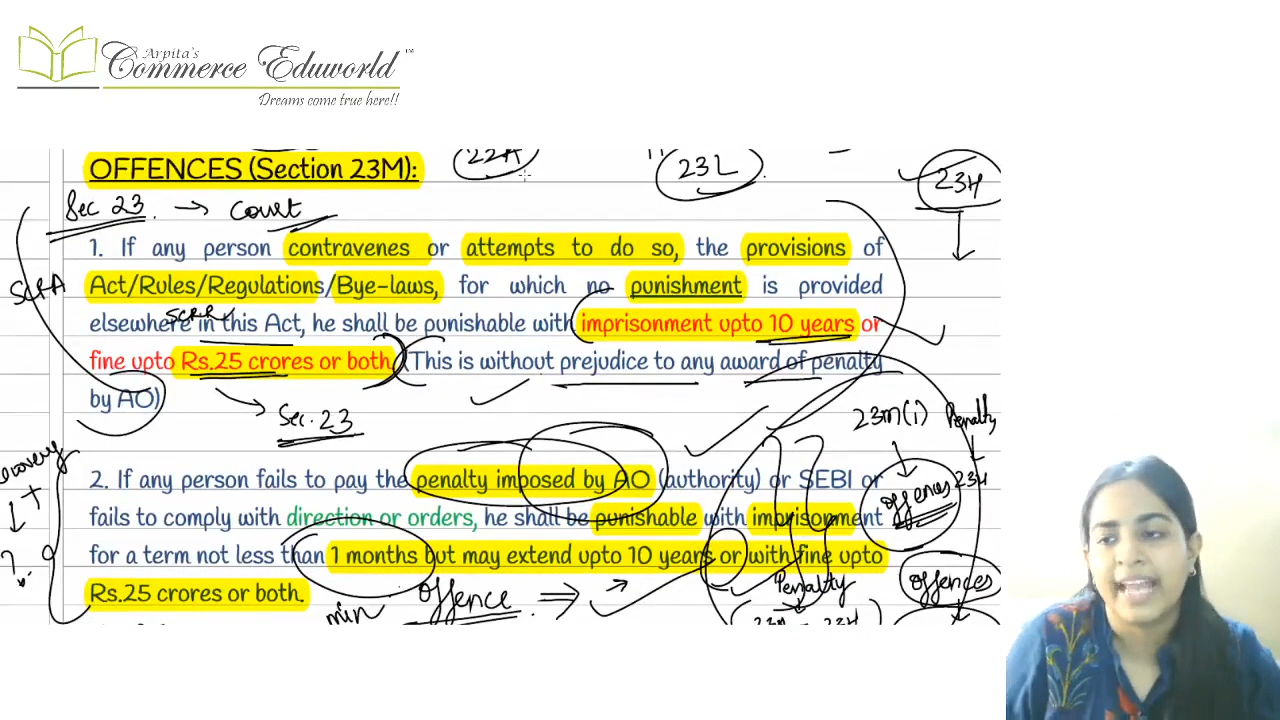 Arpita's
Commerce Eduworld™
Dreams come true here!!
22A
23L
23H
OFFENCES (Section 23M):
Sec 23 → Court
1. If any person contravenes or attempts to do so, the provisions of
Act/Rules/Regulations/Bye-laws, for which no punishment is provided
SCRA
SCRR
elsewhere in this Act, he shall be punishable with imprisonment upto 10 years or
fine upto Rs.25 crores or both. (This is without prejudice to any award of penalty
by AO)
Sec. 23
23M(1) Penalty
offences 23H
2. If any person fails to pay the penalty imposed by AO (authority) or SEBI or
fails to comply with direction or orders, he shall be punishable with imprisonment
for a term not less than 1 months but may extend upto 10 years or with fine upto
Rs.25 crores or both.
min offence ⇒ →
Penalty
offences